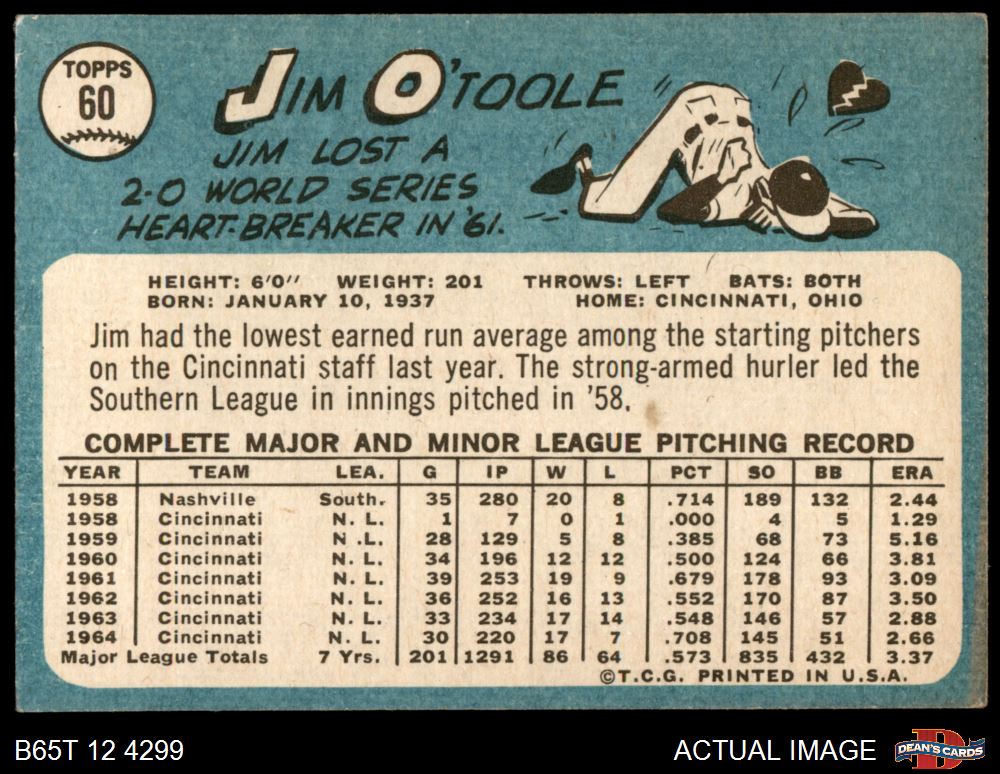 TOPPS
60
JIM O'TOOLE
JIM LOST A
2-0 WORLD SERIES
HEART-BREAKER IN '61.
HEIGHT: 6'0" WEIGHT: 201 THROWS: LEFT BATS: BOTH
BORN: JANUARY 10, 1937 HOME: CINCINNATI, OHIO
Jim had the lowest earned run average among the starting pitchers
on the Cincinnati staff last year. The strong-armed hurler led the
Southern League in innings pitched in '58.
COMPLETE MAJOR AND MINOR LEAGUE PITCHING RECORD
YEAR TEAM LEA. G IP W L PCT SO BB ERA
1958 Nashville South. 35 280 20 8 .714 189 132 2.44
1958 Cincinnati N. L. 1 7 0 1 .000 4 5 1.29
1959 Cincinnati N .L. 28 129 5 8 .385 68 73 5.16
1960 Cincinnati N. L. 34 196 12 12 .500 124 66 3.81
1961 Cincinnati N. L. 39 253 19 9 .679 178 93 3.09
1962 Cincinnati N. L. 36 252 16 13 .552 170 87 3.50
1963 Cincinnati N. L. 33 234 17 14 .548 146 57 2.88
1964 Cincinnati N. L. 30 220 17 7 .708 145 51 2.66
Major League Totals 7 Yrs. 201 1291 86 64 .573 835 432 3.37
©T.C.G. PRINTED IN U.S.A.
B65T 12 4299 ACTUAL IMAGE D DEAN'S CARDS